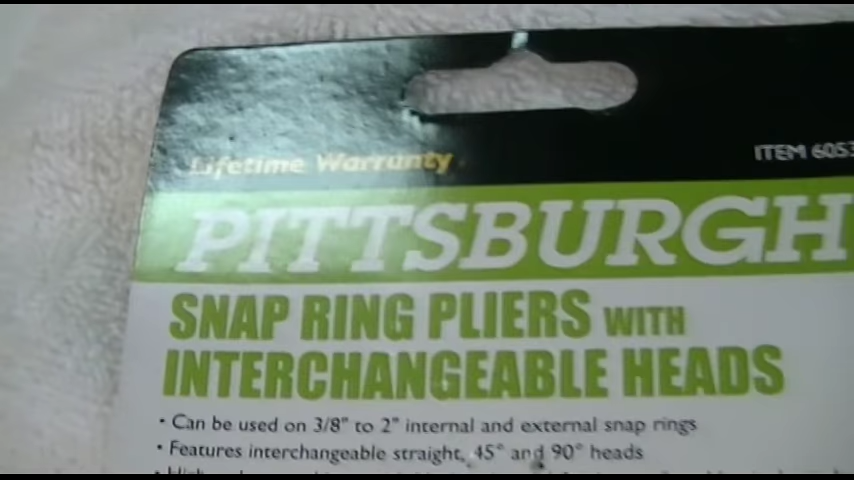 Lifetime Warranty
ITEM 6053
PITTSBURGH
SNAP RING PLIERS WITH
INTERCHANGEABLE HEADS
• Can be used on 3/8" to 2" internal and external snap rings
• Features interchangeable straight, 45° and 90° heads